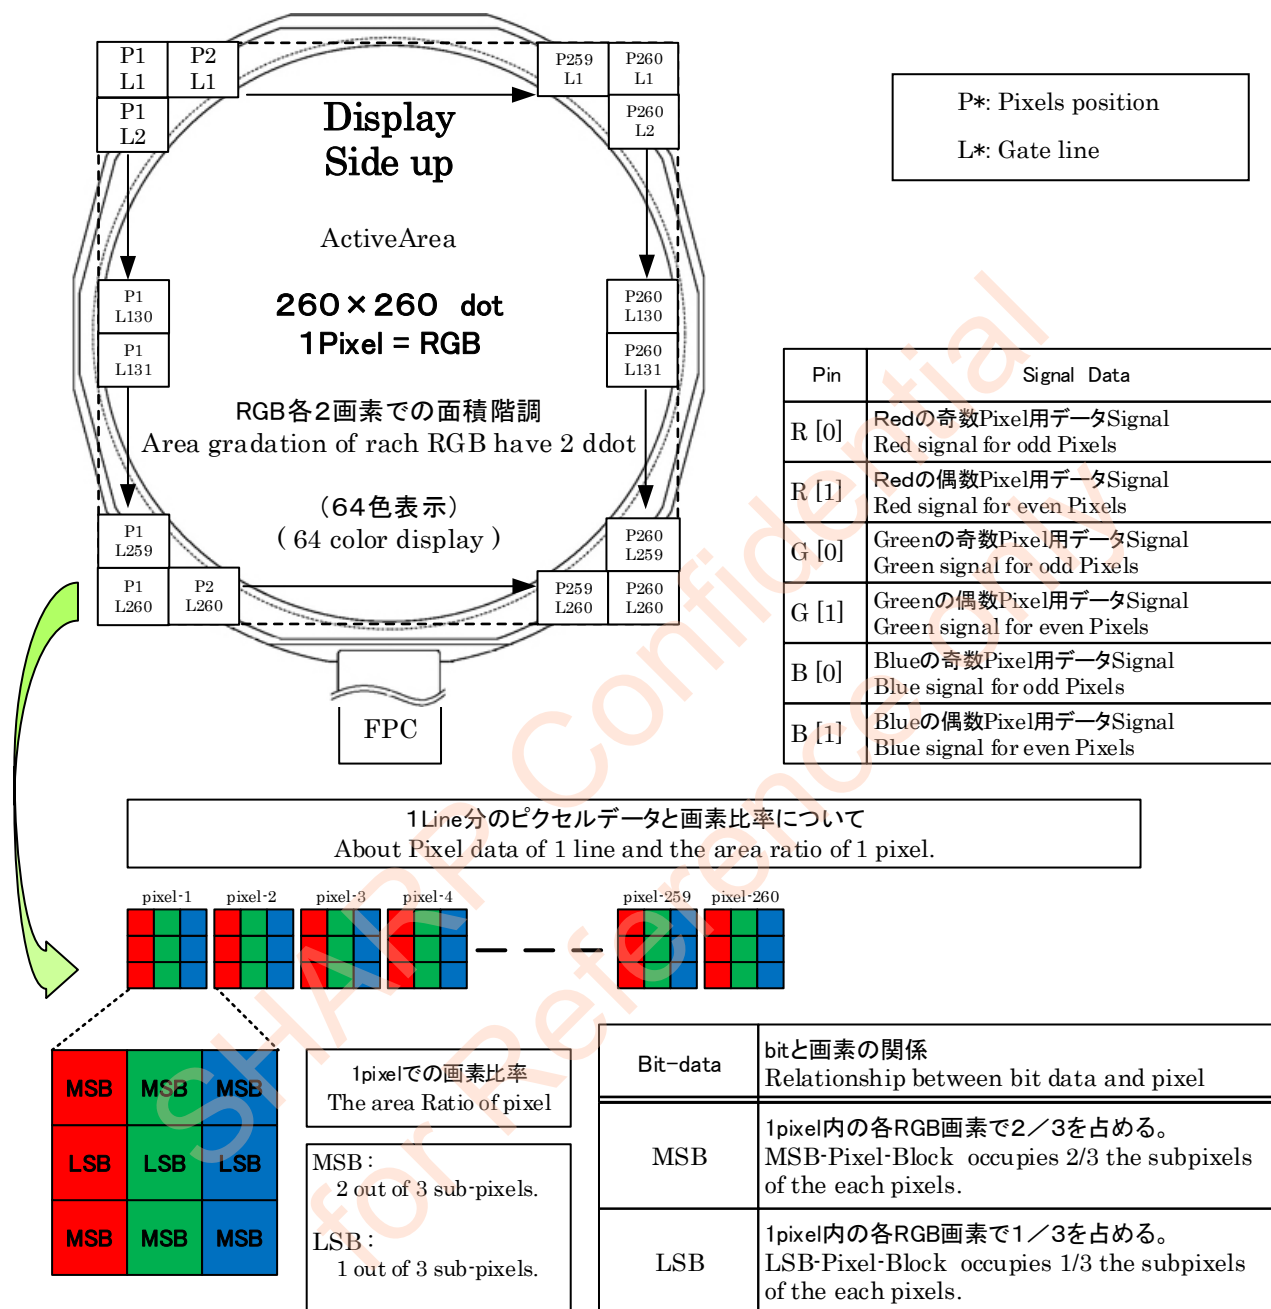 P1
L1
P2
L1
P259
L1
P260
L1
P1
L2
P260
L2
Display
Side up
ActiveArea
P1
L130
P260
L130
260×260 dot
1Pixel = RGB
P1
L131
P260
L131
RGB各2画素での面積階調
Area gradation of rach RGB have 2 ddot
(64色表示)
( 64 color display )
P1
L259
P260
L259
P1
L260
P2
L260
P259
L260
P260
L260
FPC
P*: Pixels position
L*: Gate line
Pin
Signal Data
R [0]
Redの奇数Pixel用データSignal
Red signal for odd Pixels
R [1]
Redの偶数Pixel用データSignal
Red signal for even Pixels
G [0]
Greenの奇数Pixel用データSignal
Green signal for odd Pixels
G [1]
Greenの偶数Pixel用データSignal
Green signal for even Pixels
B [0]
Blueの奇数Pixel用データSignal
Blue signal for odd Pixels
B [1]
Blueの偶数Pixel用データSignal
Blue signal for even Pixels
1Line分のピクセルデータと画素比率について
About Pixel data of 1 line and the area ratio of 1 pixel.
pixel-1 pixel-2 pixel-3 pixel-4 pixel-259 pixel-260
MSB MSB MSB
LSB LSB LSB
MSB MSB MSB
1pixelでの画素比率
The area Ratio of pixel
MSB :
2 out of 3 sub-pixels.
LSB :
1 out of 3 sub-pixels.
Bit-data
bitと画素の関係
Relationship between bit data and pixel
MSB
1pixel内の各RGB画素で2/3を占める。
MSB-Pixel-Block occupies 2/3 the subpixels
of the each pixels.
LSB
1pixel内の各RGB画素で1/3を占める。
LSB-Pixel-Block occupies 1/3 the subpixels
of the each pixels.
SHARP Confidential
for Reference only